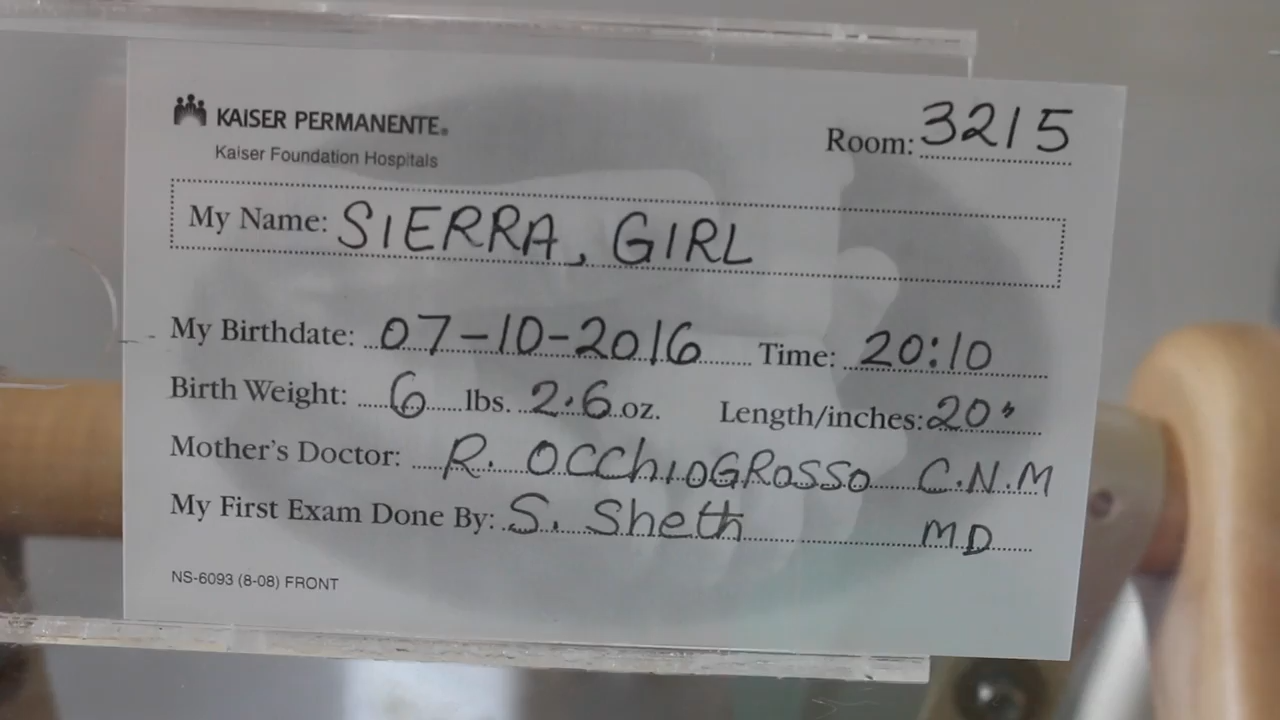 KAISER PERMANENTE®
Kaiser Foundation Hospitals
Room: 3215
My Name: SIERRA, GIRL
My Birthdate: 07-10-2016 Time: 20:10
Birth Weight: 6 lbs. 2.6 oz. Length/inches: 20"
Mother's Doctor: R. OCChIOGROSSO C.N.M
My First Exam Done By: S. Sheth MD
NS-6093 (8-08) FRONT